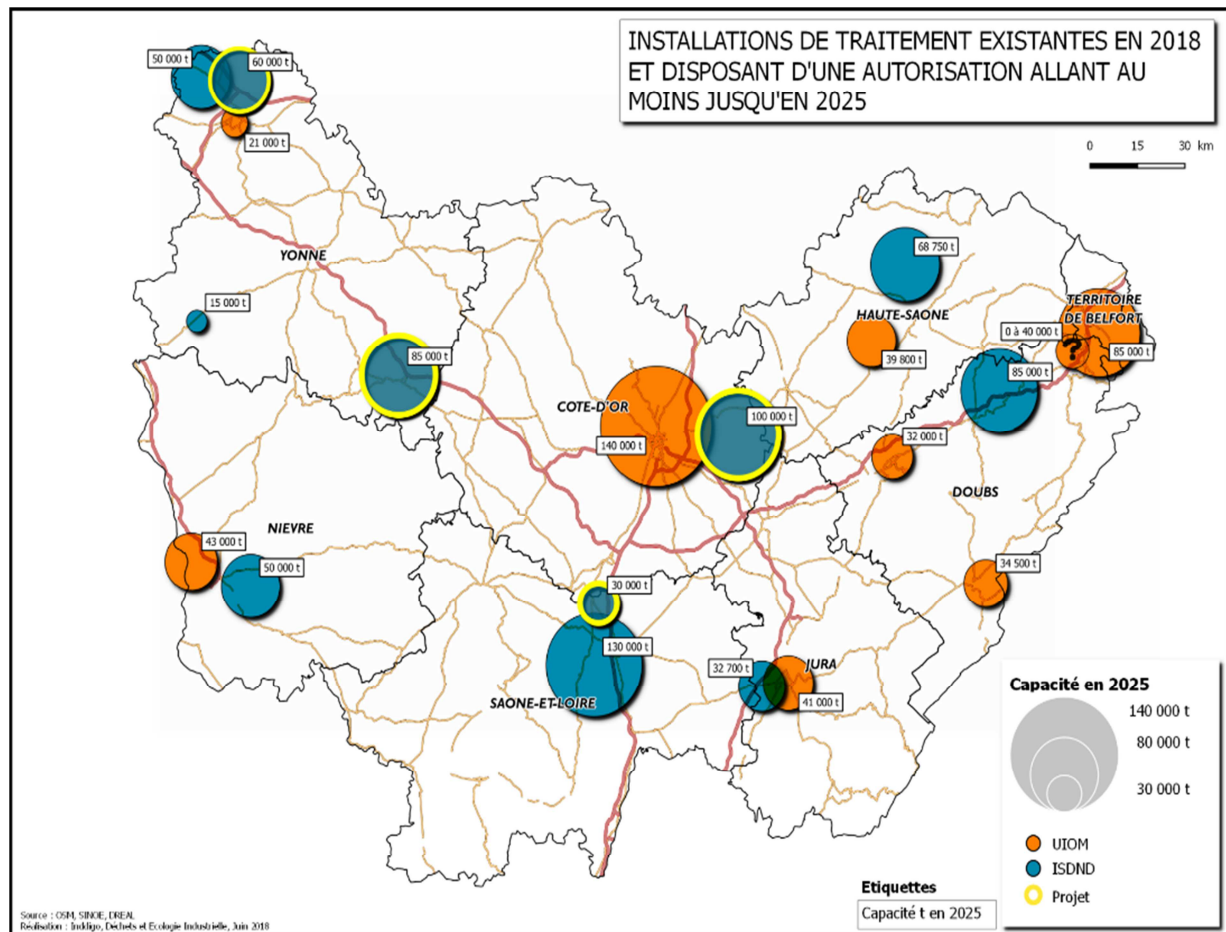 INSTALLATIONS DE TRAITEMENT EXISTANTES EN 2018
ET DISPOSANT D'UNE AUTORISATION ALLANT AU
MOINS JUSQU'EN 2025
0 15 30 km
50 000 t
60 000 t
21 000 t
YONNE
15 000 t
85 000 t
68 750 t
HAUTE-SAONE
TERRITOIRE
DE BELFORT
0 à 40 000 t
?
85 000 t
39 800 t
85 000 t
COTE-D'OR
100 000 t
140 000 t
32 000 t
DOUBS
NIEVRE
43 000 t
50 000 t
34 500 t
30 000 t
130 000 t
SAONE-ET-LOIRE
32 700 t
JURA
41 000 t
Capacité en 2025
140 000 t
80 000 t
30 000 t
UIOM
ISDND
Projet
Etiquettes
Capacité t en 2025
Source : OSM, SINOE, DREAL
Réalisation : Inddigo, Déchets et Ecologie Industrielle, Juin 2018